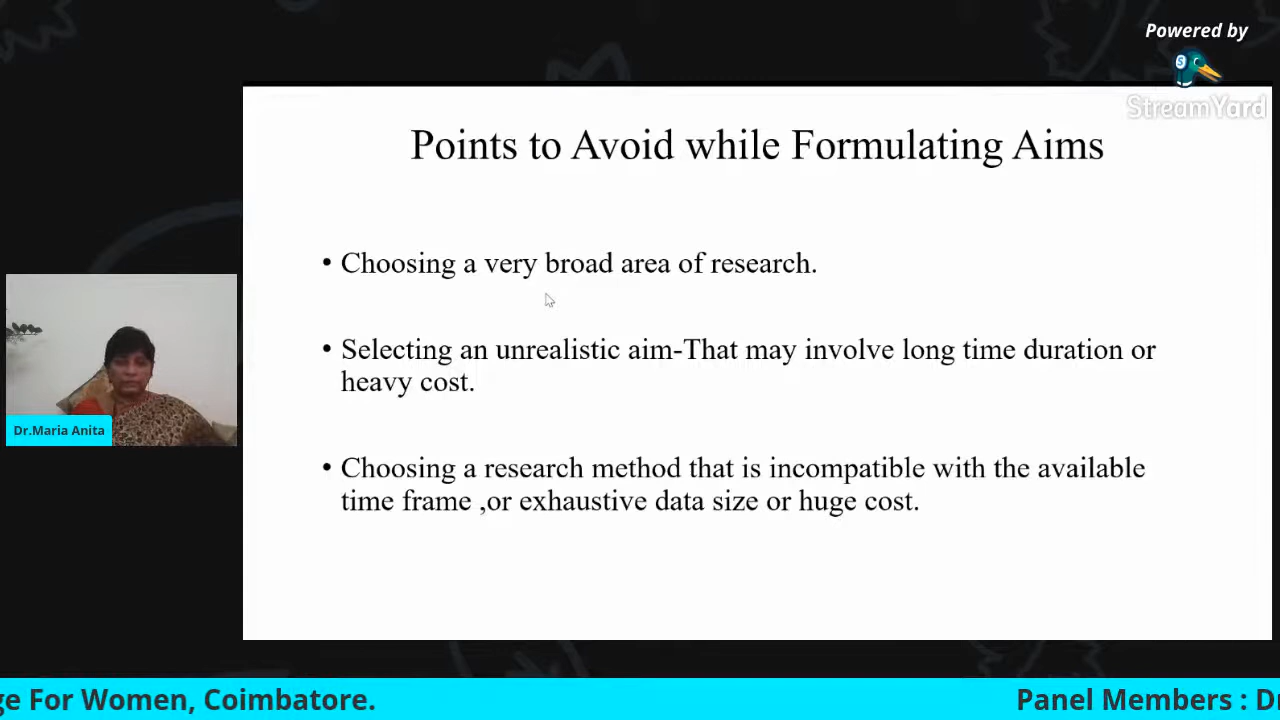 Powered by
StreamYard
Points to Avoid while Formulating Aims
• Choosing a very broad area of research.
• Selecting an unrealistic aim-That may involve long time duration or
heavy cost.
• Choosing a research method that is incompatible with the available
time frame ,or exhaustive data size or huge cost.
Dr.Maria Anita
ge For Women, Coimbatore.
Panel Members : Dr